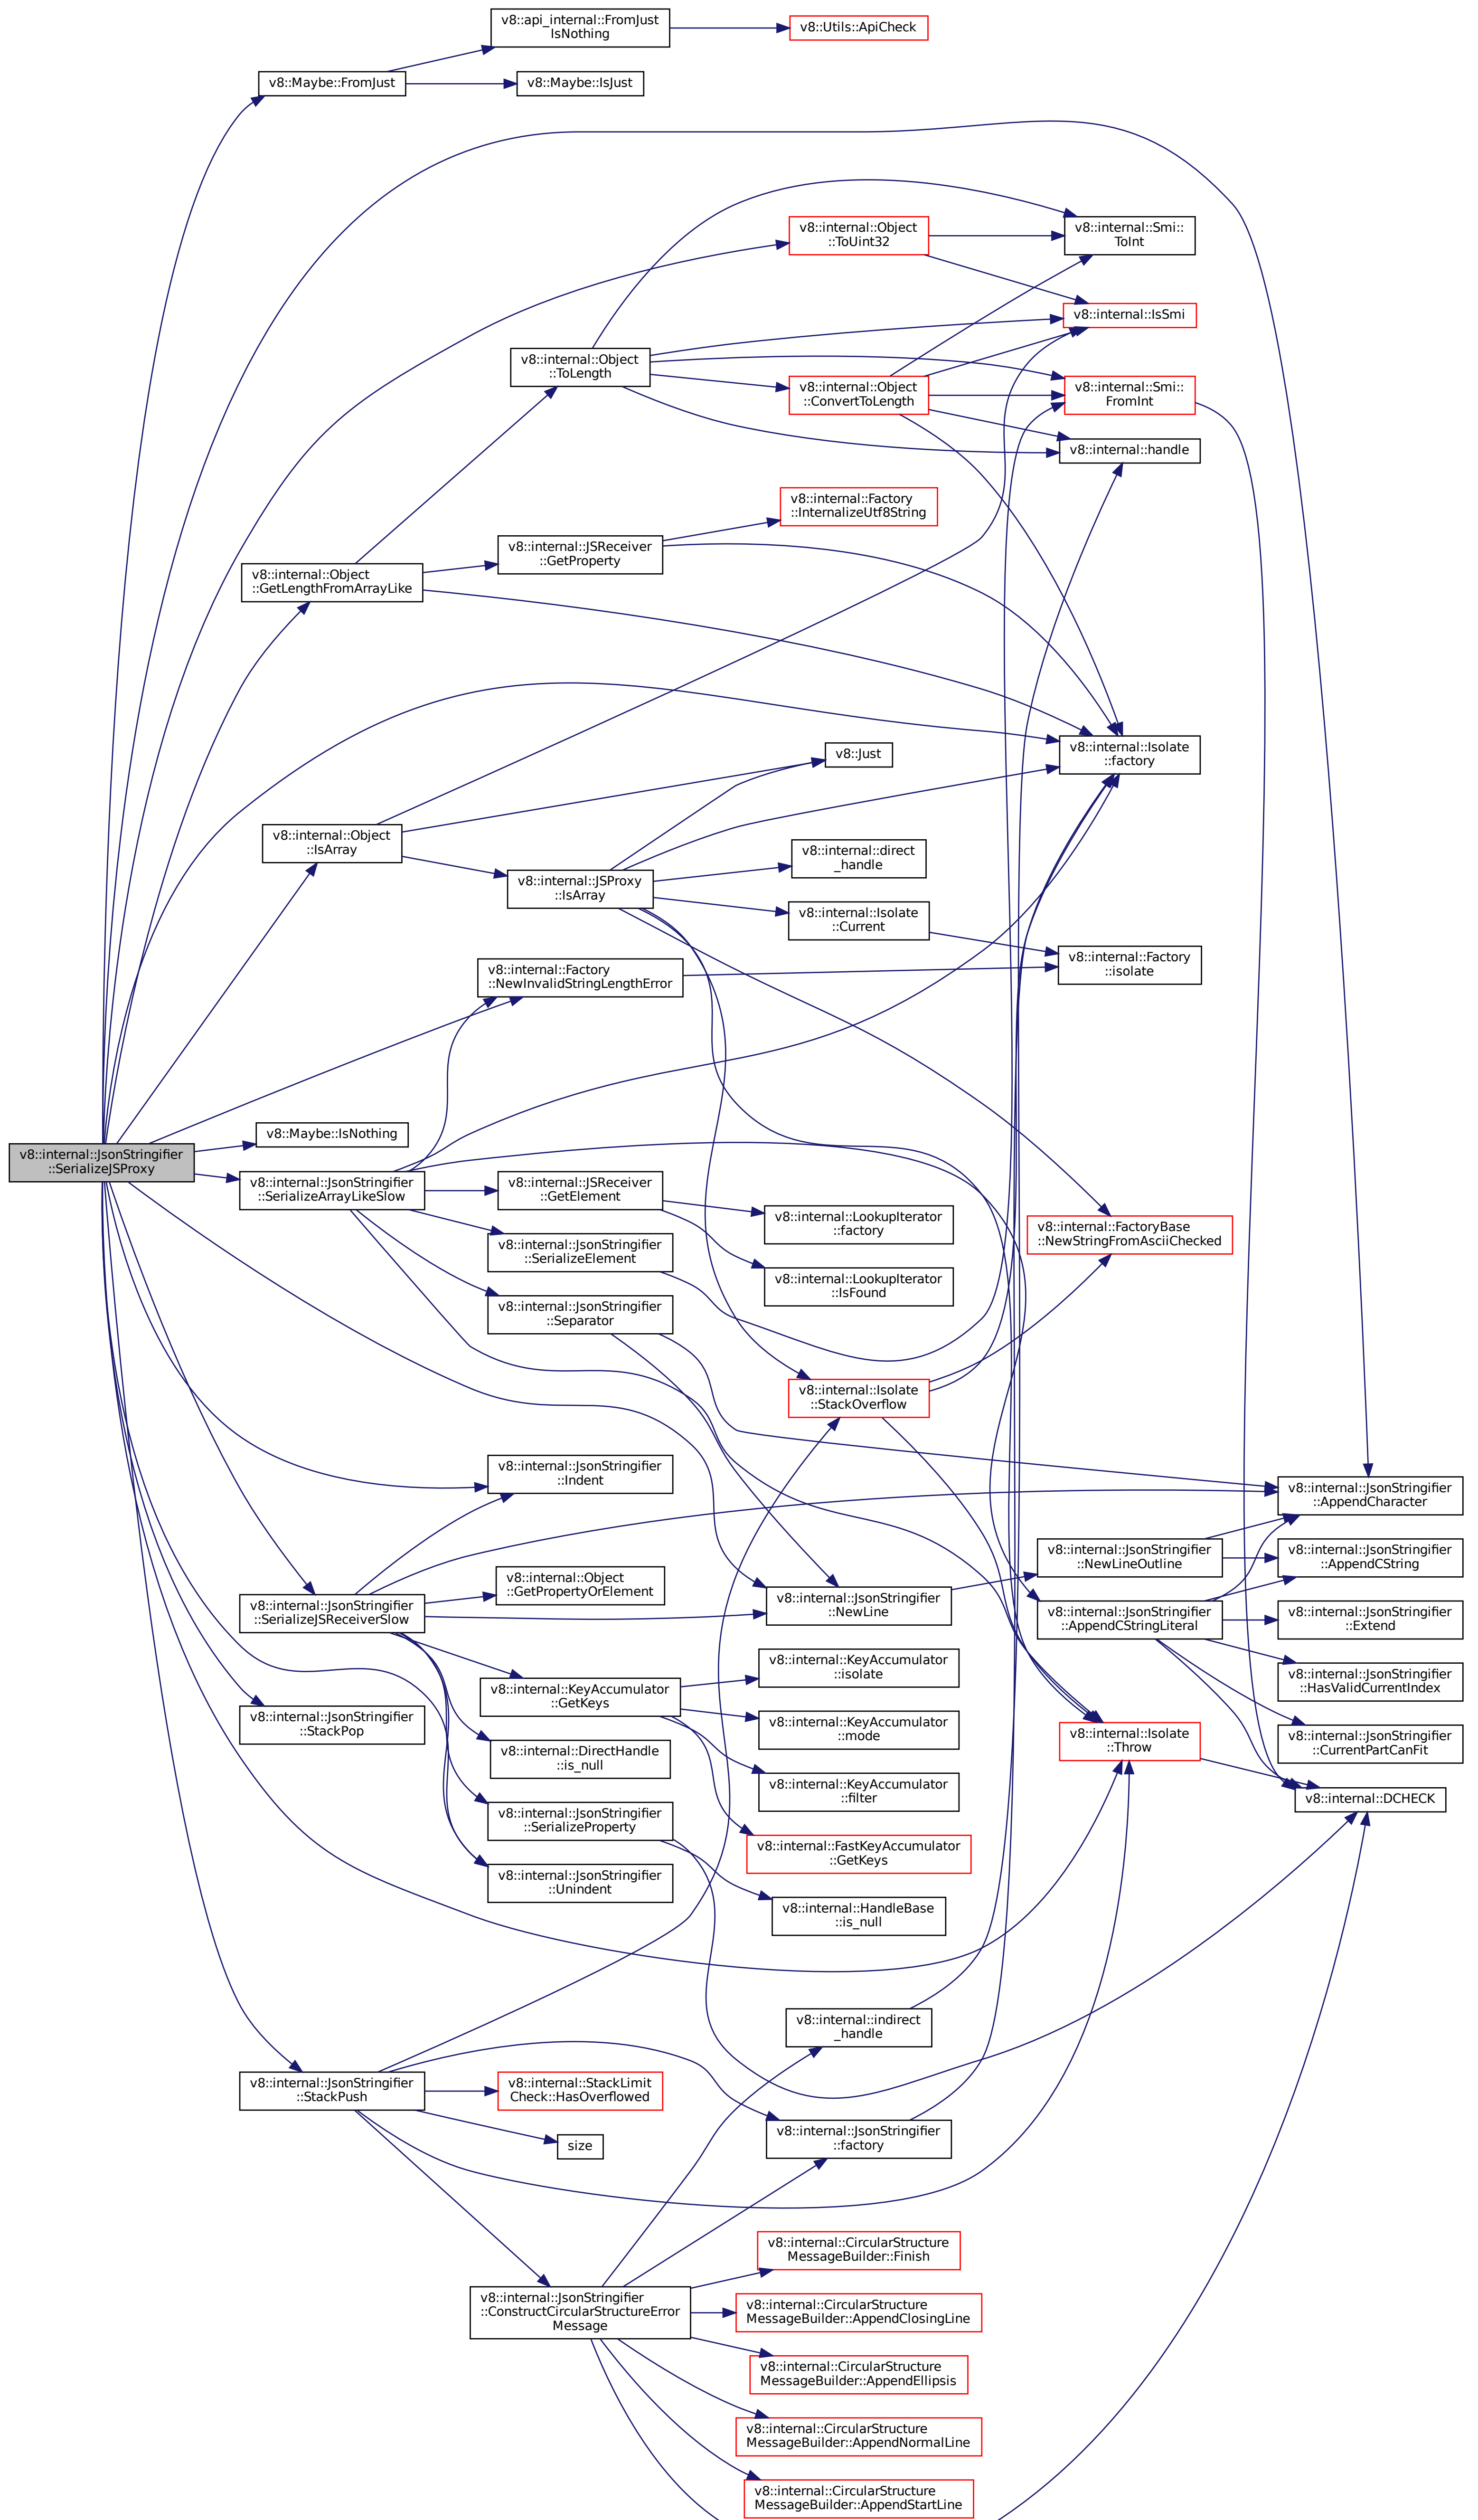 v8::api_internal::FromJust
IsNothing
v8::Utils::ApiCheck
v8::Maybe::FromJust
v8::Maybe::IsJust
v8::internal::Object
::ToUint32
v8::internal::Smi::
ToInt
v8::internal::IsSmi
v8::internal::Object
::ToLength
v8::internal::Object
::ConvertToLength
v8::internal::Smi::
FromInt
v8::internal::handle
v8::internal::Factory
::InternalizeUtf8String
v8::internal::JSReceiver
::GetProperty
v8::internal::Object
::GetLengthFromArrayLike
v8::internal::Isolate
::factory
v8::Just
v8::internal::Object
::IsArray
v8::internal::direct
_handle
v8::internal::JSProxy
::IsArray
v8::internal::Isolate
::Current
v8::internal::Factory
::isolate
v8::internal::Factory
::NewInvalidStringLengthError
v8::Maybe::IsNothing
v8::internal::JsonStringifier
::SerializeJSProxy
v8::internal::JsonStringifier
::SerializeArrayLikeSlow
v8::internal::JSReceiver
::GetElement
v8::internal::LookupIterator
::factory
v8::internal::FactoryBase
::NewStringFromAsciiChecked
v8::internal::JsonStringifier
::SerializeElement
v8::internal::LookupIterator
::IsFound
v8::internal::JsonStringifier
::Separator
v8::internal::Isolate
::StackOverflow
v8::internal::JsonStringifier
::Indent
v8::internal::JsonStringifier
::AppendCharacter
v8::internal::JsonStringifier
::NewLineOutline
v8::internal::JsonStringifier
::AppendCString
v8::internal::Object
::GetPropertyOrElement
v8::internal::JsonStringifier
::SerializeJSReceiverSlow
v8::internal::JsonStringifier
::NewLine
v8::internal::JsonStringifier
::AppendCStringLiteral
v8::internal::JsonStringifier
::Extend
v8::internal::JsonStringifier
::HasValidCurrentIndex
v8::internal::KeyAccumulator
::isolate
v8::internal::KeyAccumulator
::GetKeys
v8::internal::JsonStringifier
::StackPop
v8::internal::KeyAccumulator
::mode
v8::internal::Isolate
::Throw
v8::internal::JsonStringifier
::CurrentPartCanFit
v8::internal::DirectHandle
::is_null
v8::internal::KeyAccumulator
::filter
v8::internal::DCHECK
v8::internal::JsonStringifier
::SerializeProperty
v8::internal::FastKeyAccumulator
::GetKeys
v8::internal::JsonStringifier
::Unindent
v8::internal::HandleBase
::is_null
v8::internal::indirect
_handle
v8::internal::JsonStringifier
::StackPush
v8::internal::StackLimit
Check::HasOverflowed
v8::internal::JsonStringifier
::factory
size
v8::internal::CircularStructure
MessageBuilder::Finish
v8::internal::JsonStringifier
::ConstructCircularStructureError
Message
v8::internal::CircularStructure
MessageBuilder::AppendClosingLine
v8::internal::CircularStructure
MessageBuilder::AppendEllipsis
v8::internal::CircularStructure
MessageBuilder::AppendNormalLine
v8::internal::CircularStructure
MessageBuilder::AppendStartLine